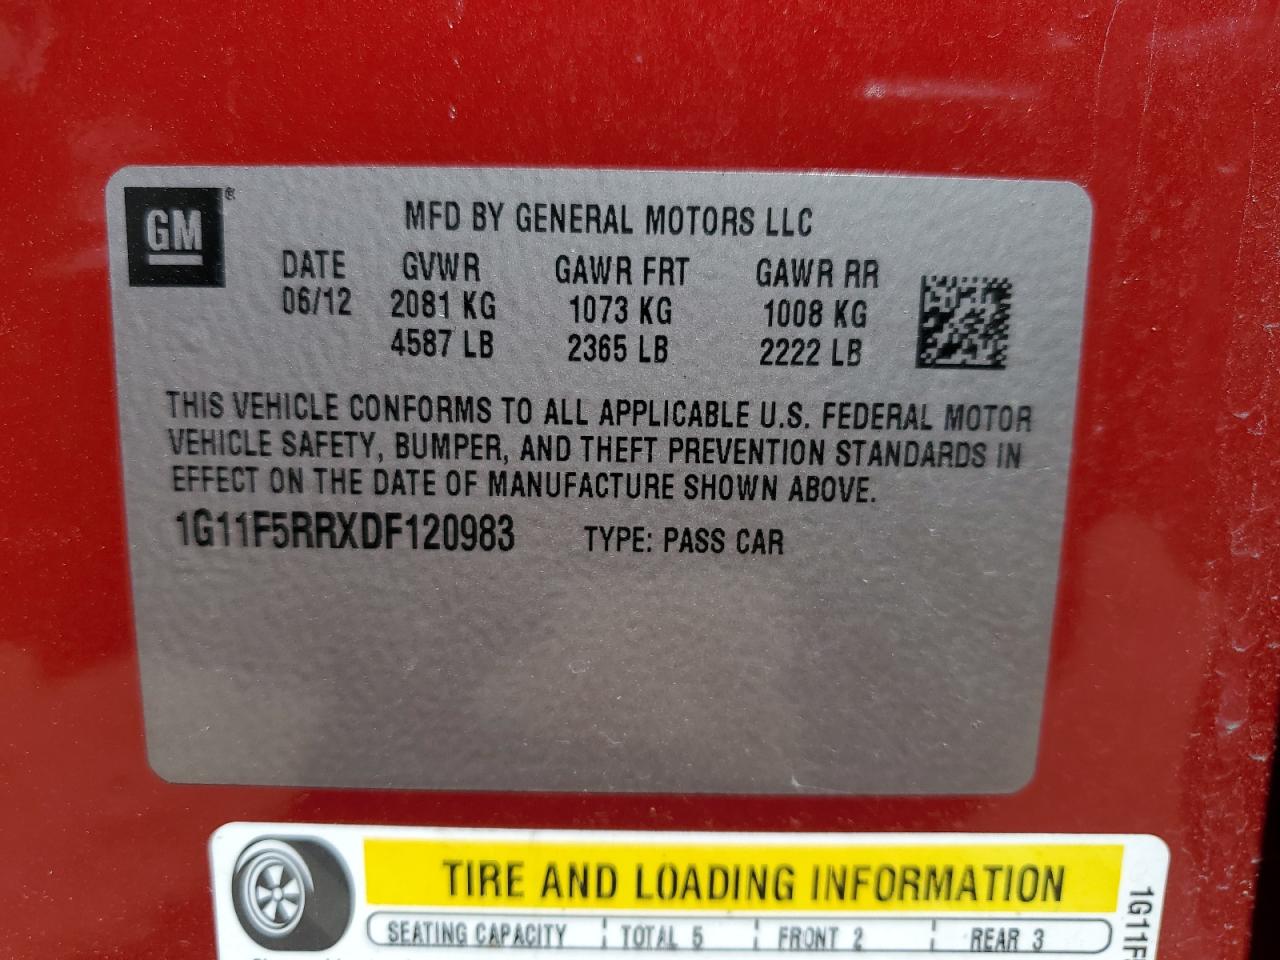 GM®
MFD BY GENERAL MOTORS LLC
DATE GVWR GAWR FRT GAWR RR
06/12 2081 KG 1073 KG 1008 KG
4587 LB 2365 LB 2222 LB
THIS VEHICLE CONFORMS TO ALL APPLICABLE U.S. FEDERAL MOTOR
VEHICLE SAFETY, BUMPER, AND THEFT PREVENTION STANDARDS IN
EFFECT ON THE DATE OF MANUFACTURE SHOWN ABOVE.
1G11F5RRXDF120983 TYPE: PASS CAR
TIRE AND LOADING INFORMATION
SEATING CAPACITY TOTAL 5 FRONT 2 REAR 3